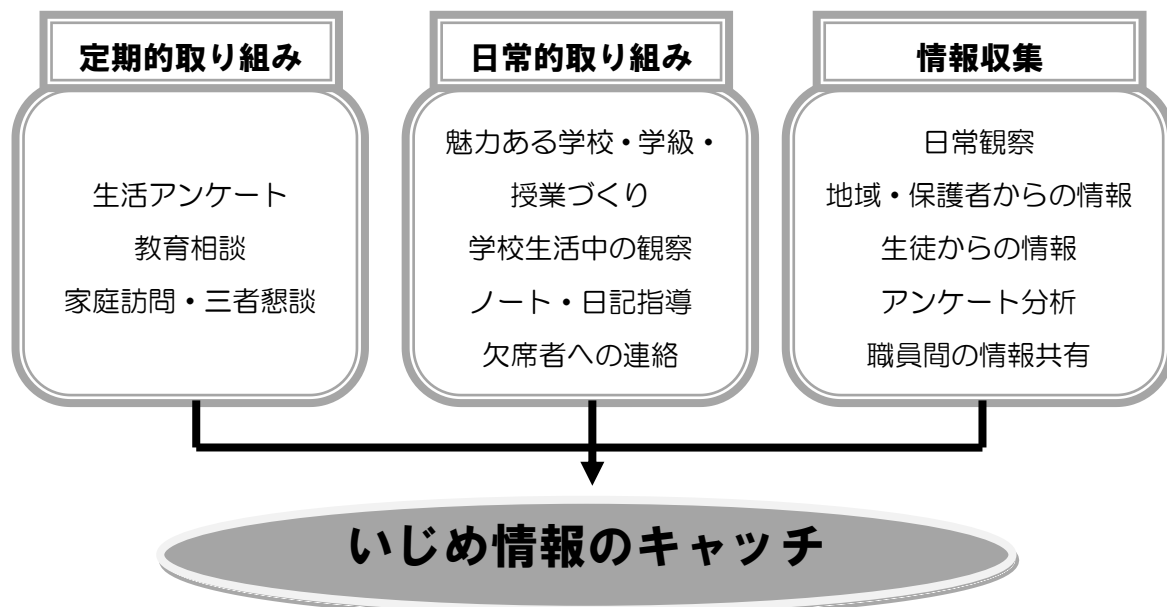 定期的取り組み
生活アンケート
教育相談
家庭訪問・三者懇談
日常的取り組み
魅力ある学校・学級・
授業づくり
学校生活中の観察
ノート・日記指導
欠席者への連絡
情報収集
日常観察
地域・保護者からの情報
生徒からの情報
アンケート分析
職員間の情報共有
いじめ情報のキャッチ